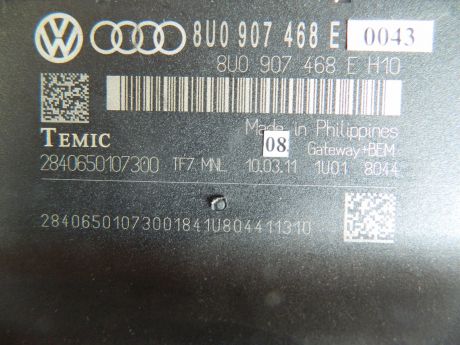 8U0 907 468 E 0043
8U0 907 468 E H10
TEMIC
Made in Philippines
08
Gateway+BEM
2840650107300 TF7 MNL 10.03.11 1U01 8044
28406501073001841U804411310